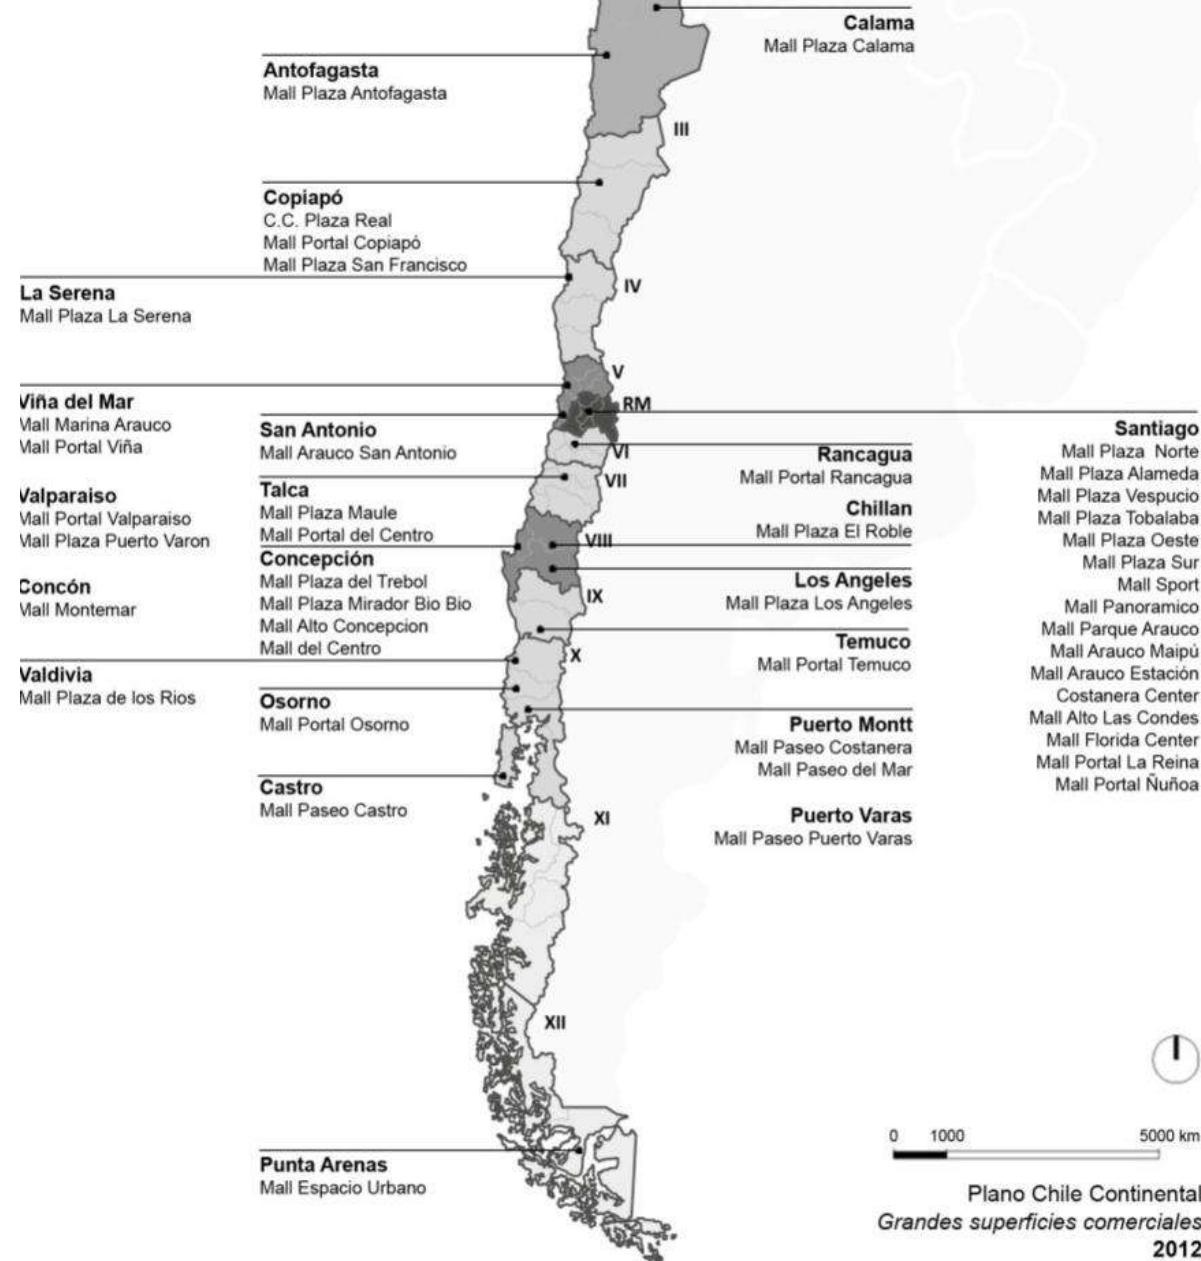 Calama
Mall Plaza Calama
Antofagasta
Mall Plaza Antofagasta
III
Copiapó
C.C. Plaza Real
Mall Portal Copiapó
Mall Plaza San Francisco
IV
La Serena
Mall Plaza La Serena
V
RM
Viña del Mar
Mall Marina Arauco
Mall Portal Viña
San Antonio
Mall Arauco San Antonio
VI
Rancagua
Mall Portal Rancagua
Santiago
Mall Plaza Norte
Mall Plaza Alameda
Mall Plaza Vespucio
Mall Plaza Tobalaba
Mall Plaza Oeste
Mall Plaza Sur
Mall Sport
Mall Panoramico
Mall Parque Arauco
Mall Arauco Maipú
Mall Arauco Estación
Costanera Center
Mall Alto Las Condes
Mall Florida Center
Mall Portal La Reina
Mall Portal Ñuñoa
VII
Valparaiso
Mall Portal Valparaiso
Mall Plaza Puerto Varon
Talca
Mall Plaza Maule
Mall Portal del Centro
Chillan
Mall Plaza El Roble
VIII
Concón
Mall Montemar
Concepción
Mall Plaza del Trebol
Mall Plaza Mirador Bio Bio
Mall Alto Concepcion
Mall del Centro
Los Angeles
Mall Plaza Los Angeles
IX
Temuco
Mall Portal Temuco
X
Valdivia
Mall Plaza de los Rios
Osorno
Mall Portal Osorno
Puerto Montt
Mall Paseo Costanera
Mall Paseo del Mar
Castro
Mall Paseo Castro
Puerto Varas
Mall Paseo Puerto Varas
XI
XII
Punta Arenas
Mall Espacio Urbano
0 1000 5000 km
Plano Chile Continental
Grandes superficies comerciales
2012